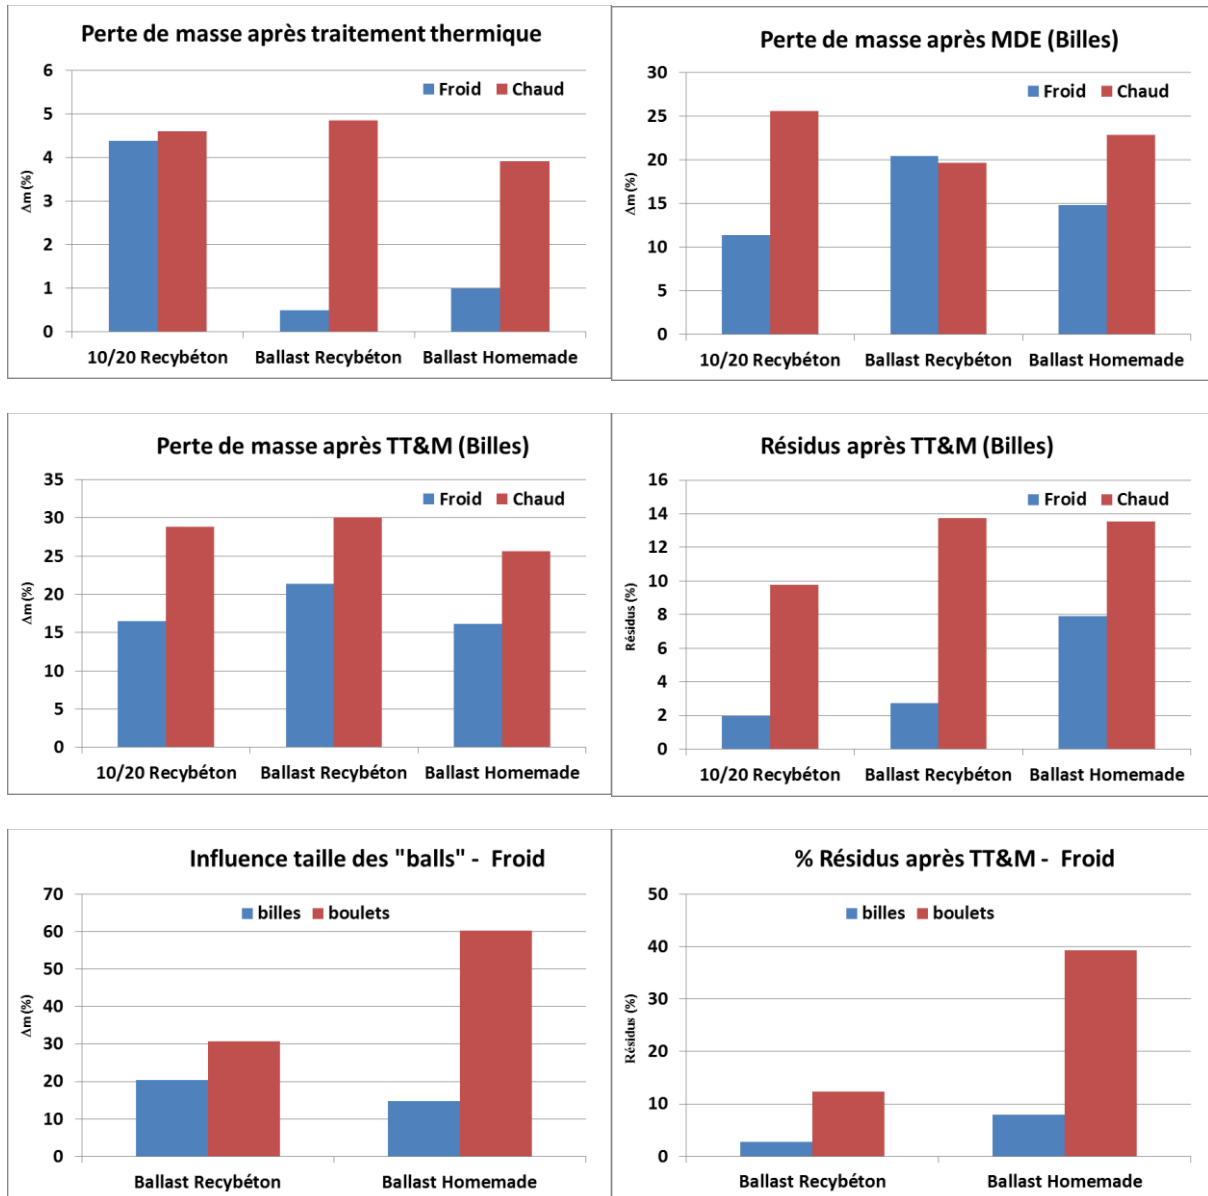 Perte de masse après traitement thermique
6
5
4
3
2
1
0
Δm (%)
Froid Chaud
10/20 Recybéton Ballast Recybéton Ballast Homemade
Perte de masse après MDE (Billes)
30
25
20
15
10
5
0
Δm (%)
Froid Chaud
10/20 Recybéton Ballast Recybéton Ballast Homemade
Perte de masse après TT&M (Billes)
35
30
25
20
15
10
5
0
Δm (%)
Froid Chaud
10/20 Recybéton Ballast Recybéton Ballast Homemade
Résidus après TT&M (Billes)
16
14
12
10
8
6
4
2
0
Résidus (%)
Froid Chaud
10/20 Recybéton Ballast Recybéton Ballast Homemade
Influence taille des "balls" - Froid
70
60
50
40
30
20
10
0
Δm (%)
billes boulets
Ballast Recybéton Ballast Homemade
% Résidus après TT&M - Froid
50
40
30
20
10
0
Résidus (%)
billes boulets
Ballast Recybéton Ballast Homemade